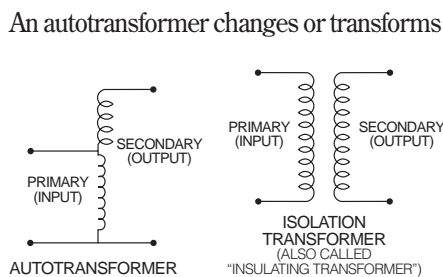 An autotransformer changes or transforms
SECONDARY
(OUTPUT)
PRIMARY
(INPUT)
AUTOTRANSFORMER
PRIMARY
(INPUT)
SECONDARY
(OUTPUT)
ISOLATION
TRANSFORMER
(ALSO CALLED
"INSULATING TRANSFORMER")